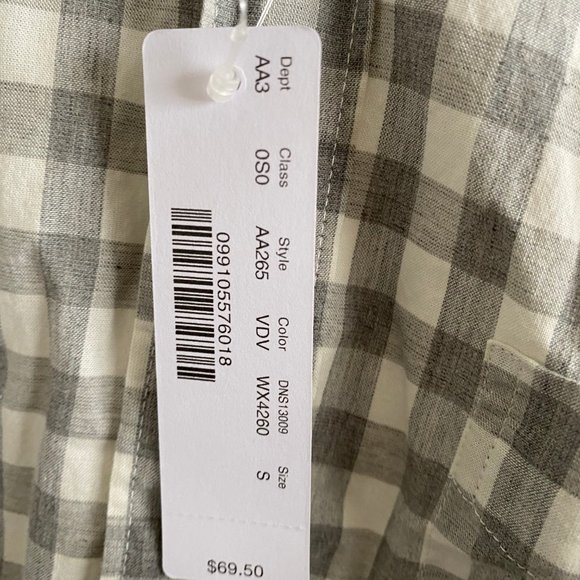 Dept Class Style Color DNS13009 Size
AA3 0S0 AA265 VDV WX4260 S
099105576018
$69.50